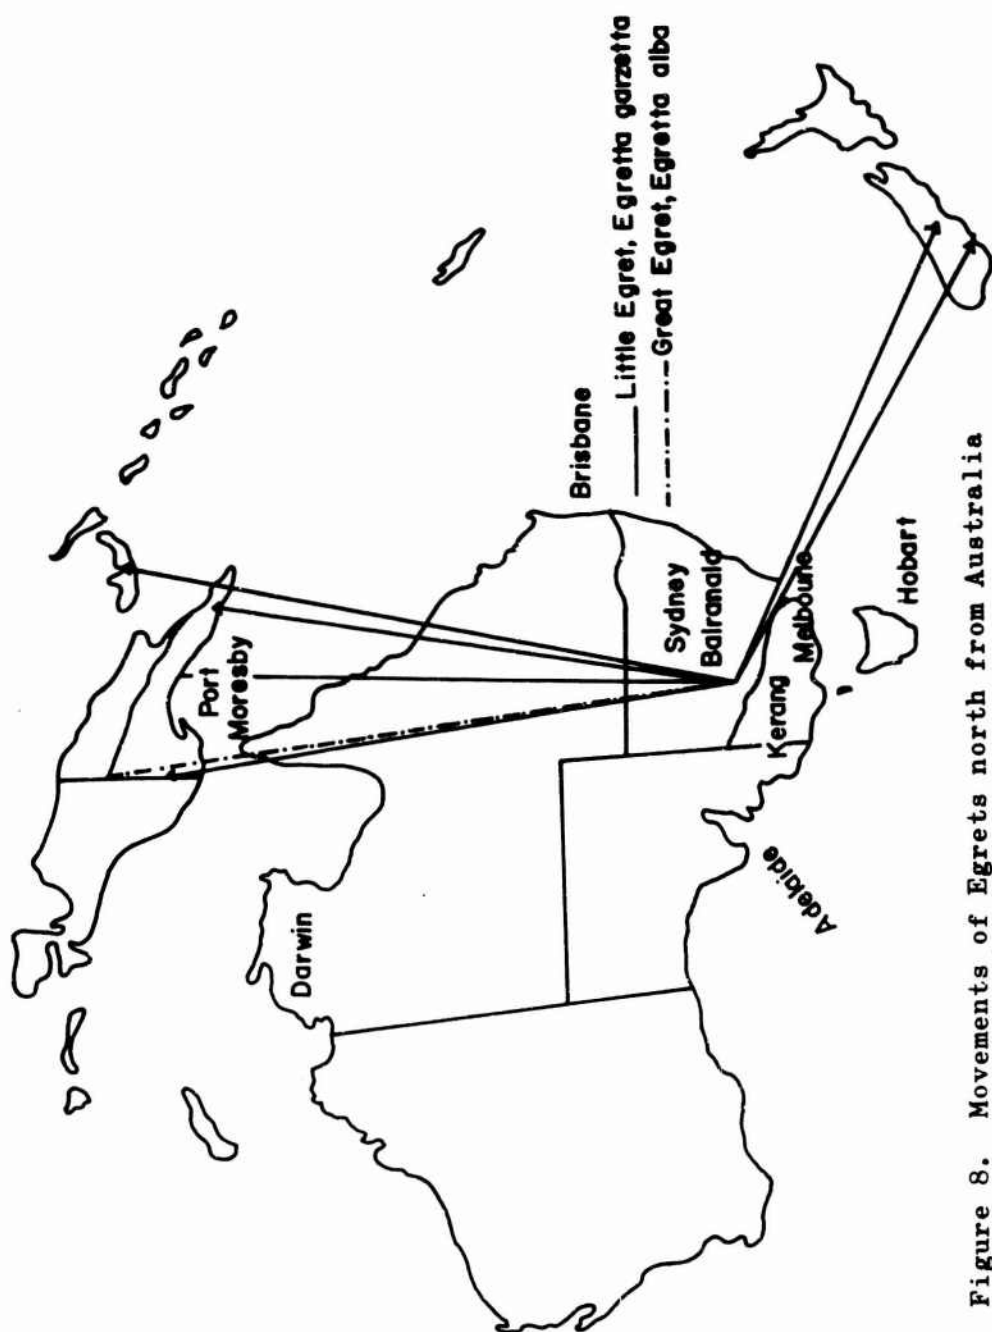 Darwin
Port
Moresby
Brisbane
Little Egret, Egretta garzetta
Great Egret, Egretta alba
Sydney
Balranald
Kerang
Melboune
Adelaide
Hobart
Figure 8. Movements of Egrets north from Australia